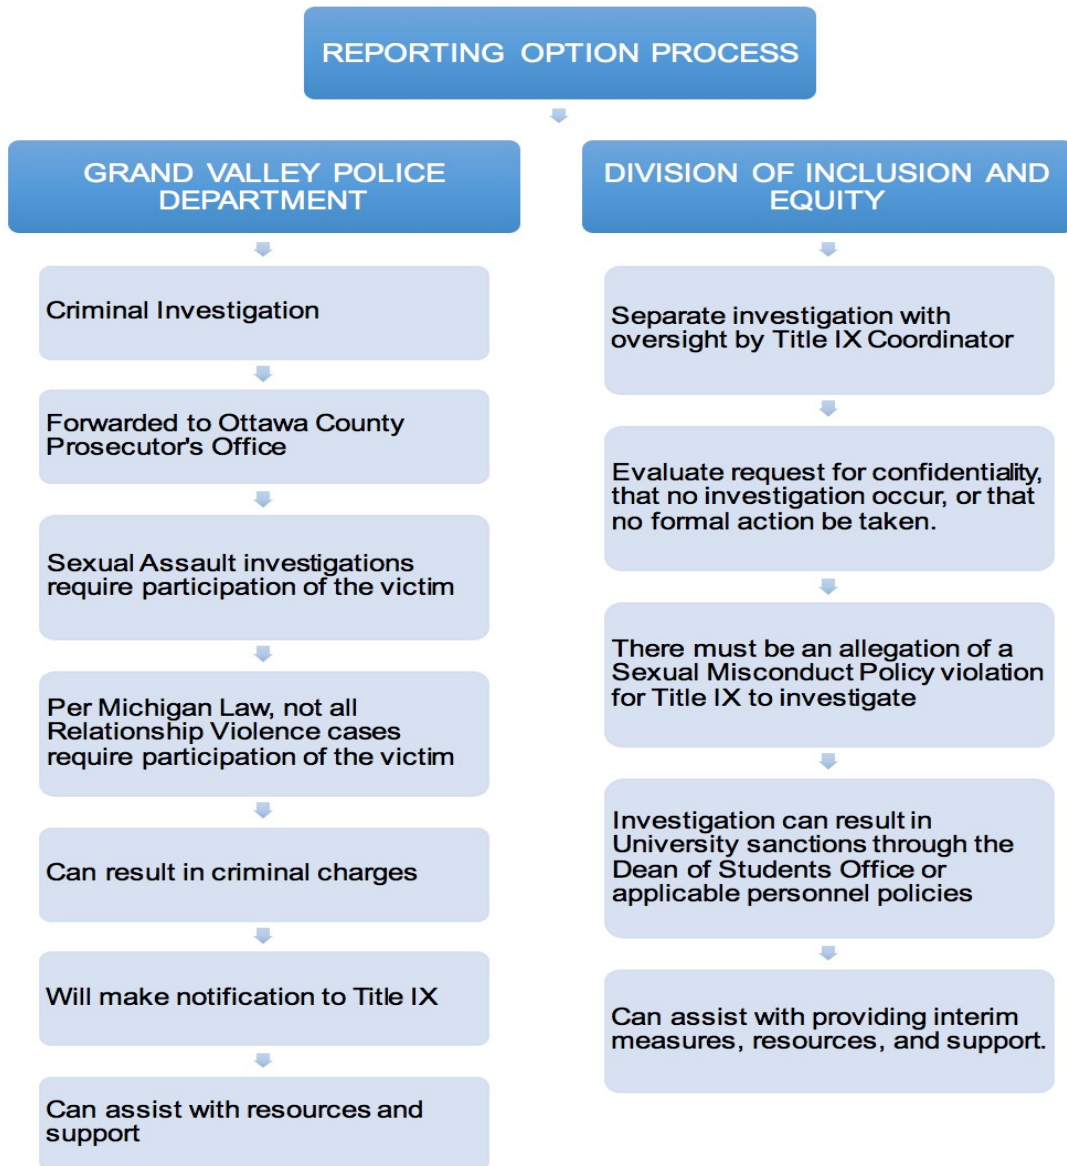 REPORTING OPTION PROCESS
GRAND VALLEY POLICE
DEPARTMENT
Criminal Investigation
Forwarded to Ottawa County
Prosecutor's Office
Sexual Assault investigations
require participation of the victim
Per Michigan Law, not all
Relationship Violence cases
require participation of the victim
Can result in criminal charges
Will make notification to Title IX
Can assist with resources and
support
DIVISION OF INCLUSION AND
EQUITY
Separate investigation with
oversight by Title IX Coordinator
Evaluate request for confidentiality,
that no investigation occur, or that
no formal action be taken.
There must be an allegation of a
Sexual Misconduct Policy violation
for Title IX to investigate
Investigation can result in
University sanctions through the
Dean of Students Office or
applicable personnel policies
Can assist with providing interim
measures, resources, and support.